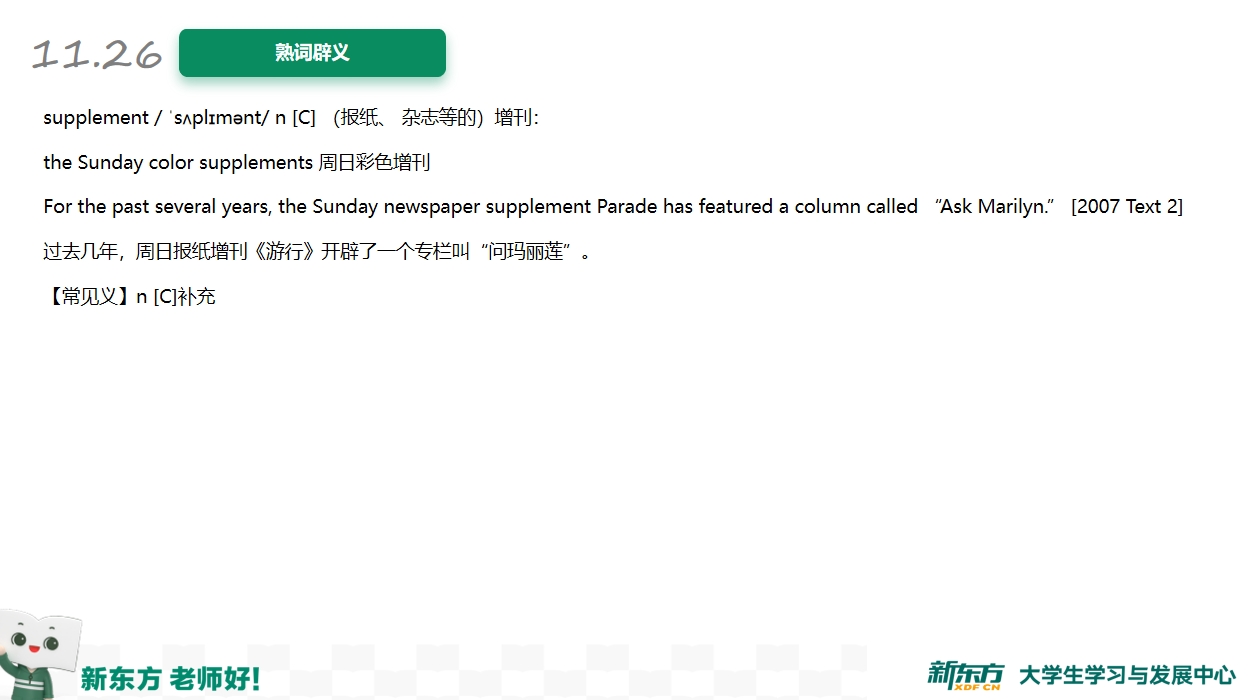 11.26
熟词辟义
supplement / ˈsʌplɪmənt/ n [C] （报纸、 杂志等的）增刊：
the Sunday color supplements 周日彩色增刊
For the past several years, the Sunday newspaper supplement Parade has featured a column called “Ask Marilyn.” [2007 Text 2]
过去几年，周日报纸增刊《游行》开辟了一个专栏叫“问玛丽莲”。
【常见义】n [C]补充
新东方 老师好！
新东方 XDF.CN 大学生学习与发展中心